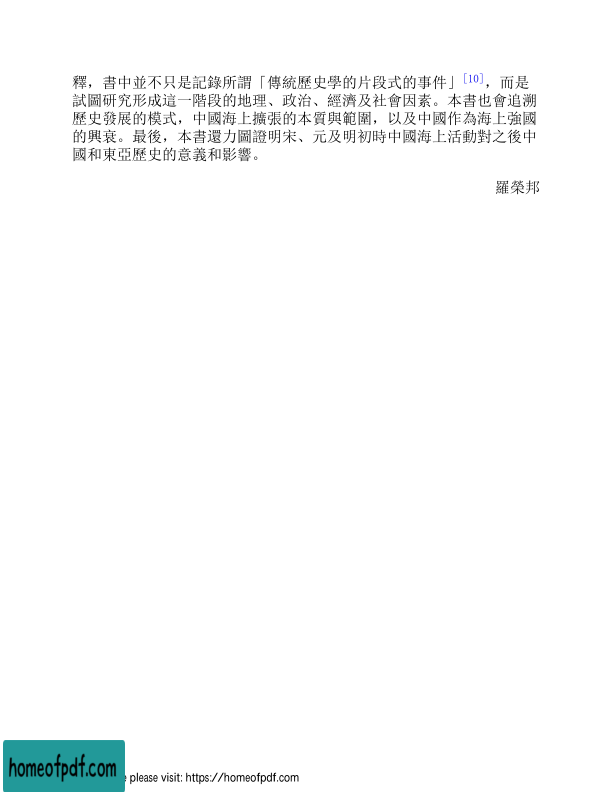 釋，書中並不只是記錄所謂「傳統歷史學的片段式的事件」[10]，而是
試圖研究形成這一階段的地理、政治、經濟及社會因素。本書也會追溯
歷史發展的模式，中國海上擴張的本質與範圍，以及中國作為海上強國
的興衰。最後，本書還力圖證明宋、元及明初時中國海上活動對之後中
國和東亞歷史的意義和影響。
羅榮邦
homeofpdf.com
e please visit: https://homeofpdf.com